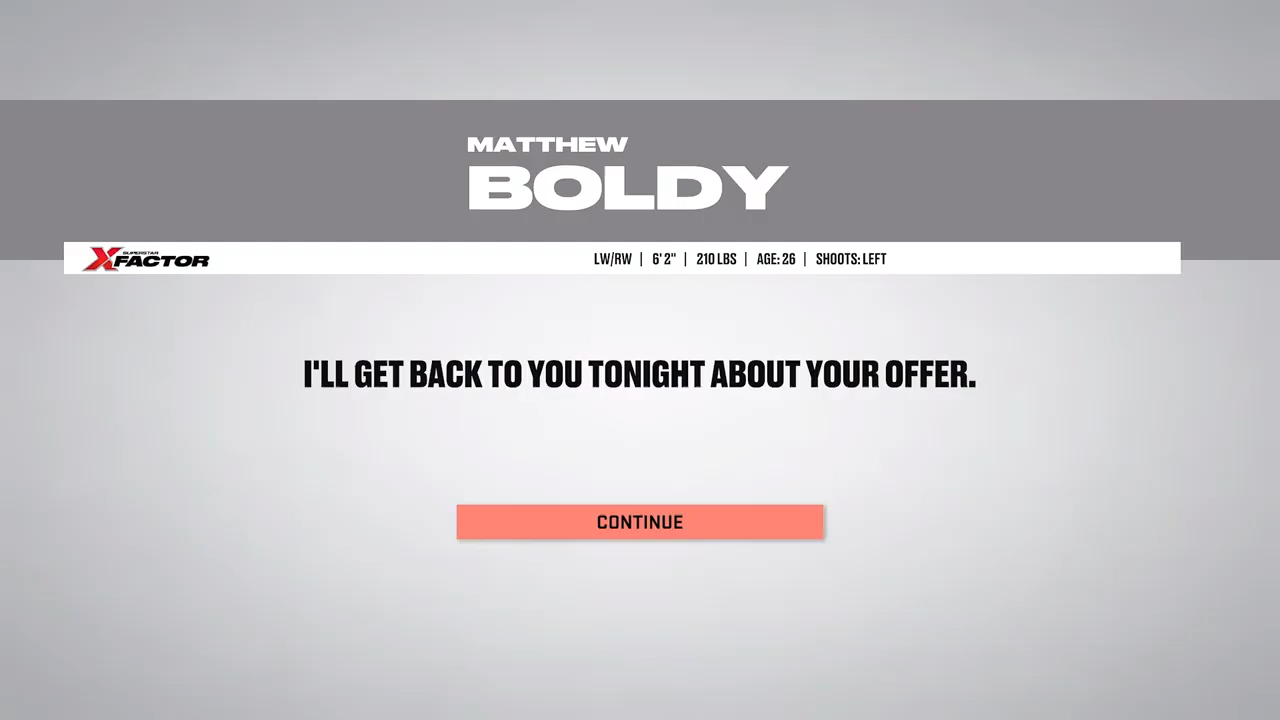 MATTHEW
BOLDY
SUPERSTAR
X FACTOR
LW/RW | 6' 2" | 210 LBS | AGE: 26 | SHOOTS: LEFT
I'LL GET BACK TO YOU TONIGHT ABOUT YOUR OFFER.
CONTINUE